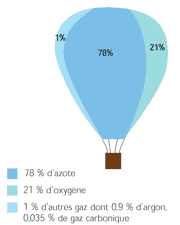 1%
78%
21%
78 % d'azote
21 % d'oxygène
1 % d'autres gaz dont 0,9 % d'argon,
0,035 % de gaz carbonique